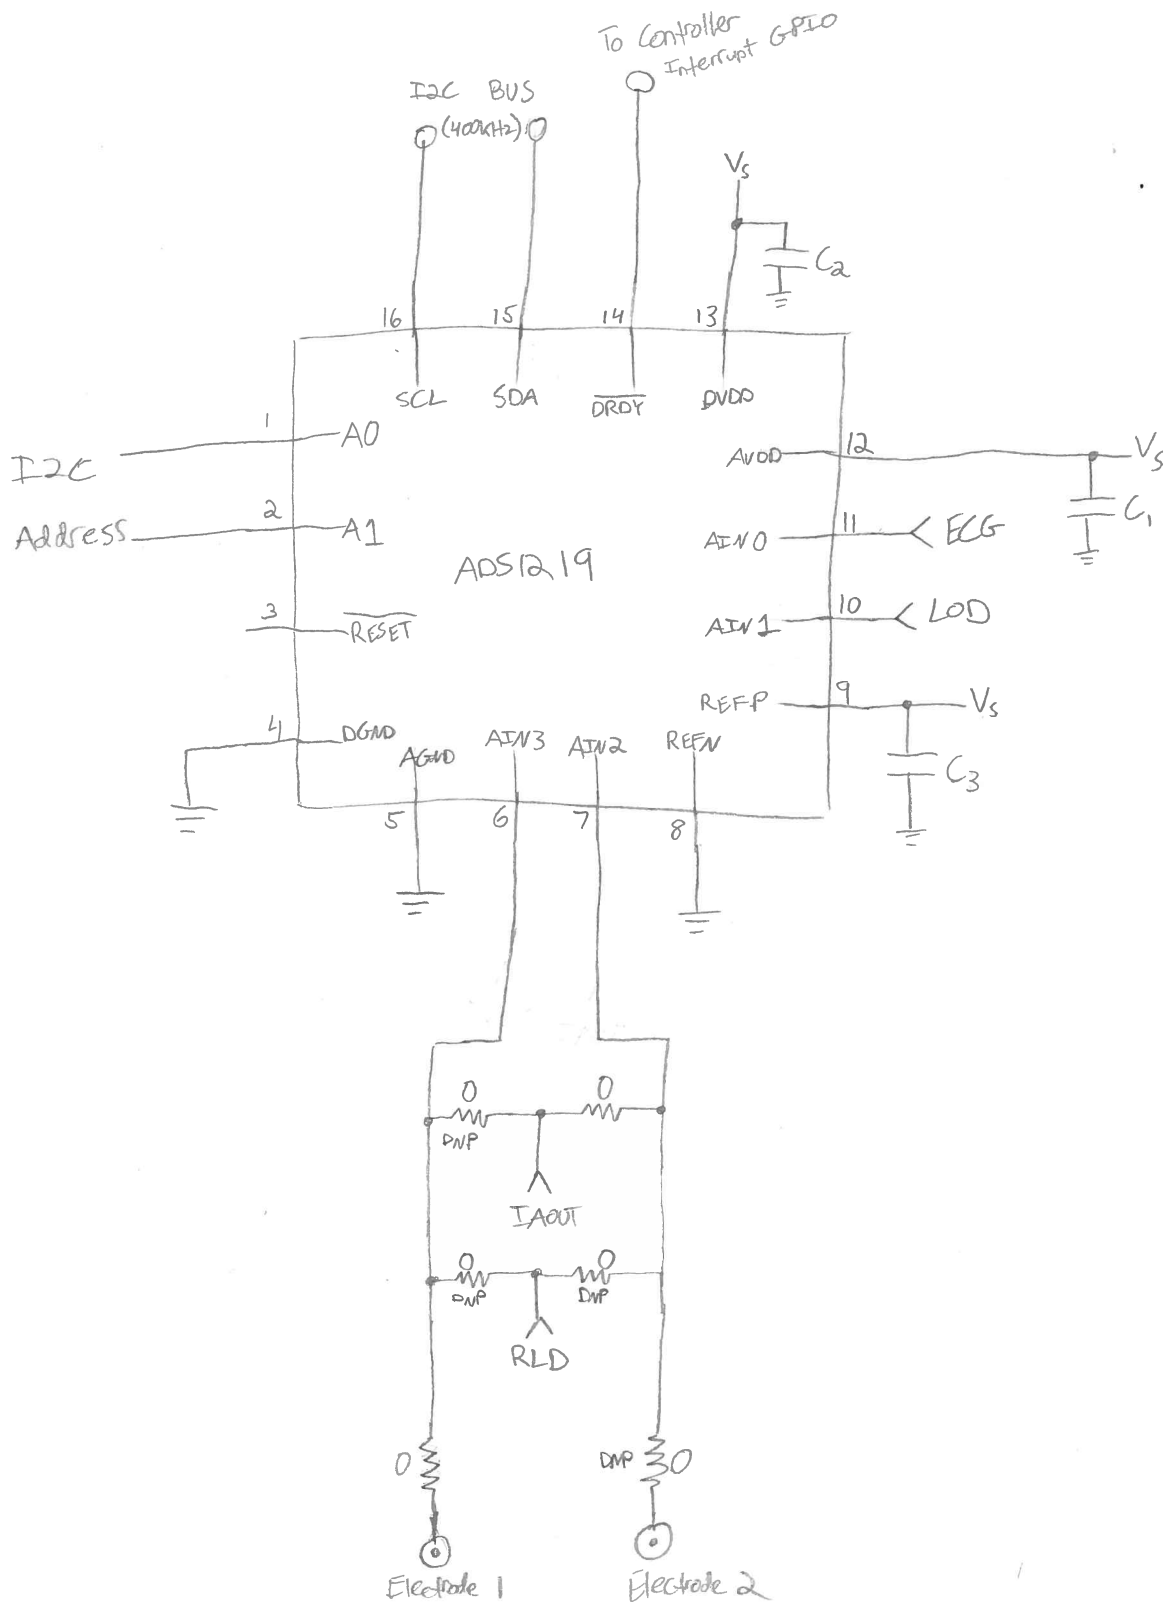 To Controller
Interrupt GPIO
I2C BUS
(400kHz)
Vs
C2
16
15
14
13
SCL
SDA
DRDY
DVDD
1
A0
I2C
2
A1
Address
AVDD
12
Vs
C1
AIN0
11
ECG
ADS1219
3
RESET
AIN1
10
LOD
REFP
9
Vs
4
DGND
AGND
AIN3
AIN2
REFN
C3
5
6
7
8
0
0
DNP
IAOUT
0
0
DNP
DNP
RLD
0
DNP
0
Electrode 1
Electrode 2